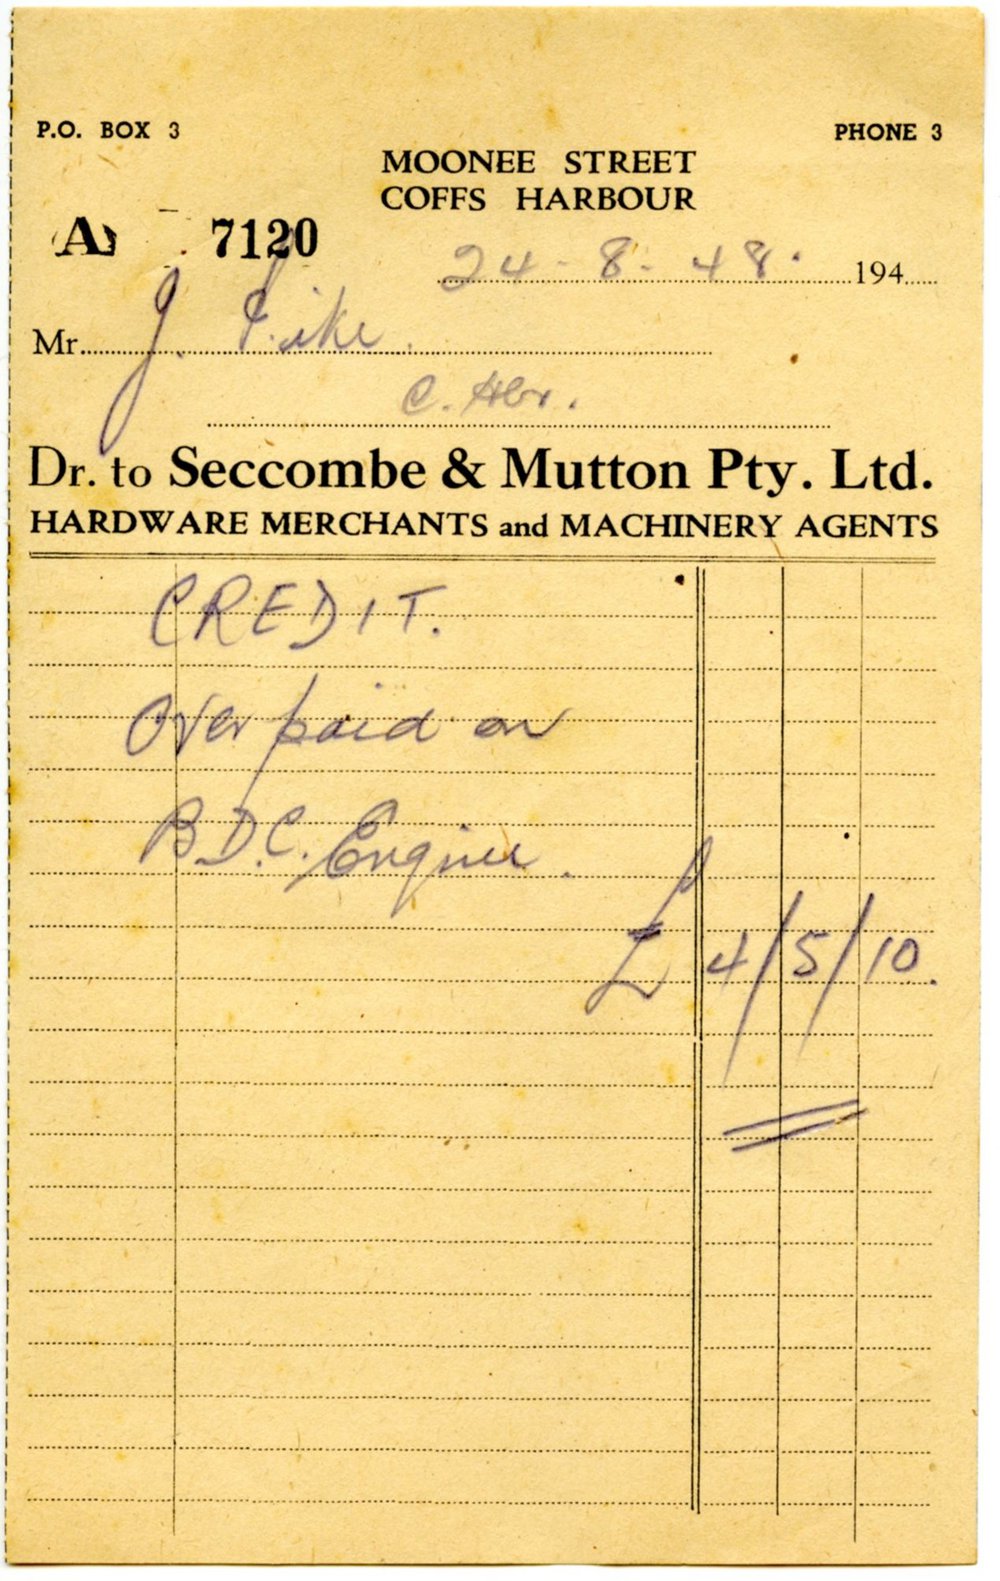 P.O. BOX 3
PHONE 3
MOONEE STREET
COFFS HARBOUR
A 7120
24 - 8 - 48. 194......
Mr. J. Pike.
C. Hbr.
Dr. to Seccombe & Mutton Pty. Ltd.
HARDWARE MERCHANTS and MACHINERY AGENTS
CREDIT.
Over paid on
B.D.C. Engine.
£ 4/5/10.